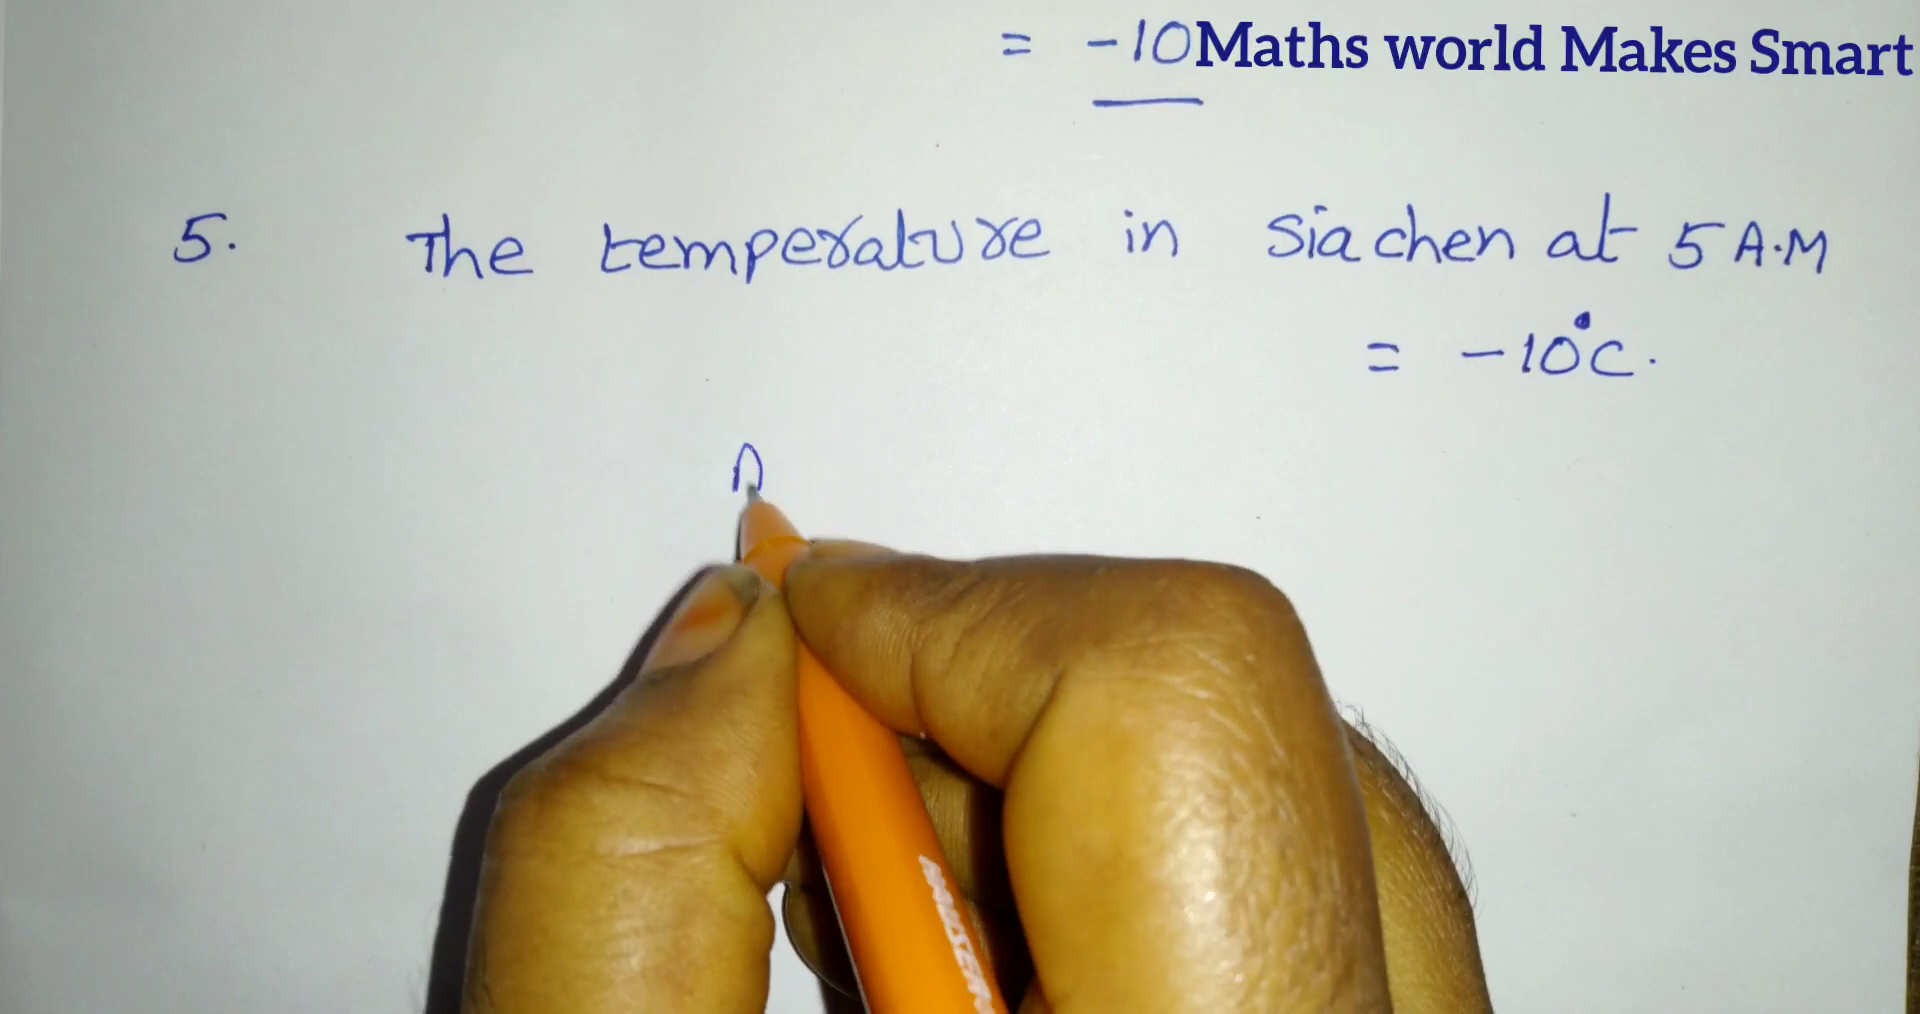 = -10 Maths world Makes Smart
5. The temperature in siachen at 5 A.M
= -10°C.